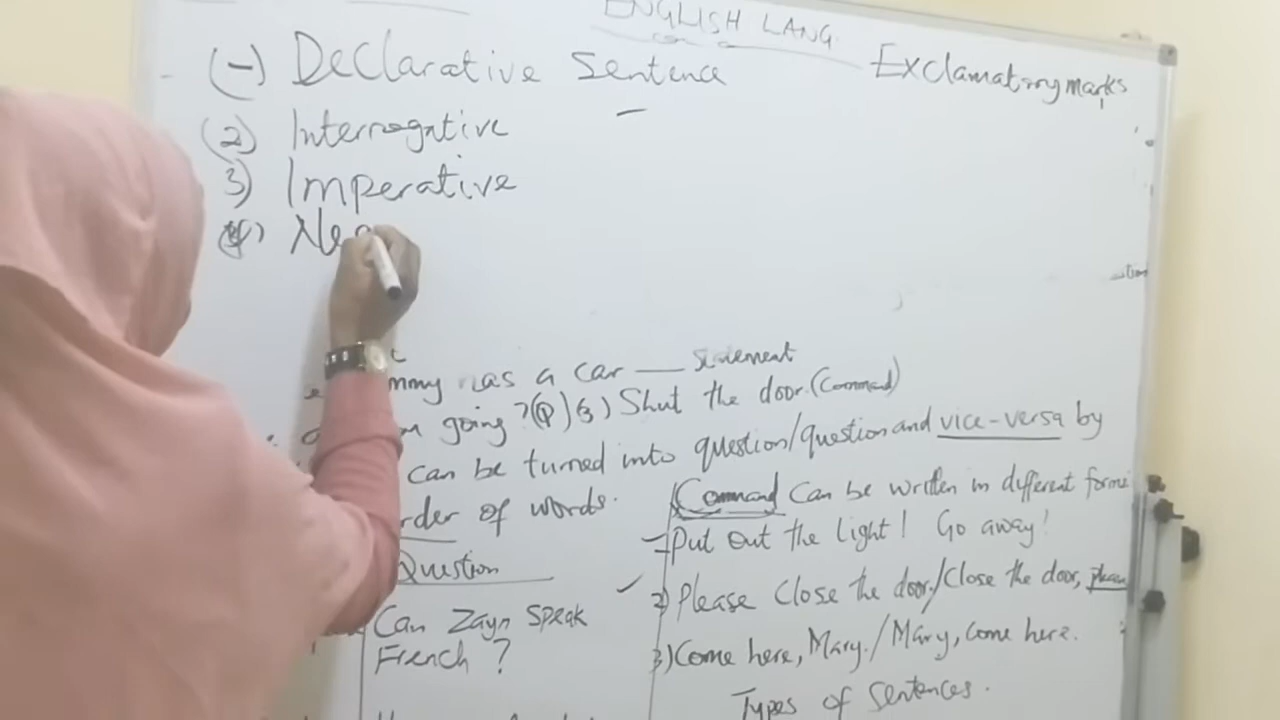 ENGLISH LANG.
(1) Declarative Sentence
Exclamatory marks
(2) Interrogative
3) Imperative
(4) Neg
has a car — Statement
going? (Q) 3) Shut the door. (Command)
can be turned into question/question and vice-versa by
order of words.
Command Can be written in different forms
1) Put out the light! Go away!
Question
2) Please Close the door./Close the door, please
Can Zayn Speak
French ?
3) Come here, Mary./Mary, Come here.
Types of Sentences.